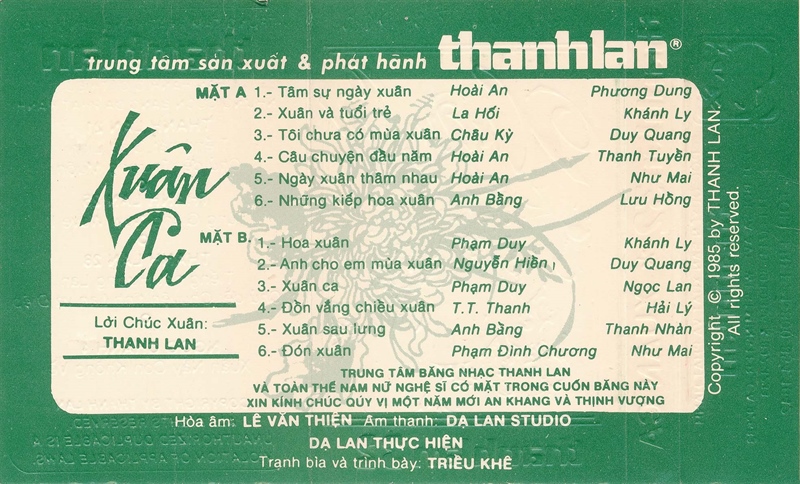 trung tâm sản xuất & phát hành thanhlan®
Xuân Ca
Lời Chúc Xuân:
THANH LAN
MẶT A 1.- Tâm sự ngày xuân Hoài An Phương Dung
2.- Xuân và tuổi trẻ La Hối Khánh Ly
3.- Tôi chưa có mùa xuân Châu Kỳ Duy Quang
4.- Câu chuyện đầu năm Hoài An Thanh Tuyền
5.- Ngày xuân thăm nhau Hoài An Như Mai
6.- Những kiếp hoa xuân Anh Bằng Lưu Hồng
MẶT B. 1.- Hoa xuân Phạm Duy Khánh Ly
2.- Anh cho em mùa xuân Nguyễn Hiền Duy Quang
3.- Xuân ca Phạm Duy Ngọc Lan
4.- Đồn vắng chiều xuân T.T. Thanh Hải Lý
5.- Xuân sau lưng Anh Bằng Thanh Nhàn
6.- Đón xuân Phạm Đình Chương Như Mai
TRUNG TÂM BĂNG NHẠC THANH LAN
VÀ TOÀN THỂ NAM NỮ NGHỆ SĨ CÓ MẶT TRONG CUỐN BĂNG NÀY
XIN KÍNH CHÚC QUÝ VỊ MỘT NĂM MỚI AN KHANG VÀ THỊNH VƯỢNG
Hòa âm: LÊ VĂN THIỆN Âm thanh: DẠ LAN STUDIO
DẠ LAN THỰC HIỆN
Tranh bìa và trình bày: TRIỀU KHÊ
Copyright © 1985 by THANH LAN.
All rights reserved.